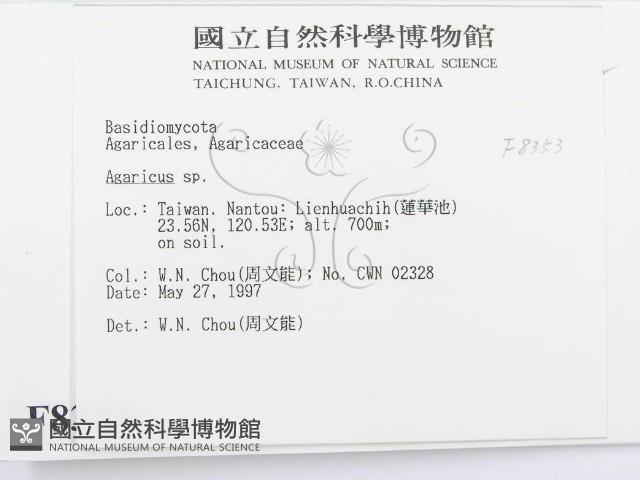 國立自然科學博物館
NATIONAL MUSEUM OF NATURAL SCIENCE
TAICHUNG, TAIWAN, R.O.CHINA
Basidiomycota
Agaricales, Agaricaceae
F8353
Agaricus sp.
Loc.: Taiwan. Nantou: Lienhuachih(蓮華池)
23.56N, 120.53E; alt. 700m;
on soil.
Col.: W.N. Chou(周文能); No. CWN 02328
Date: May 27, 1997
Det.: W.N. Chou(周文能)
國立自然科學博物館
NATIONAL MUSEUM OF NATURAL SCIENCE